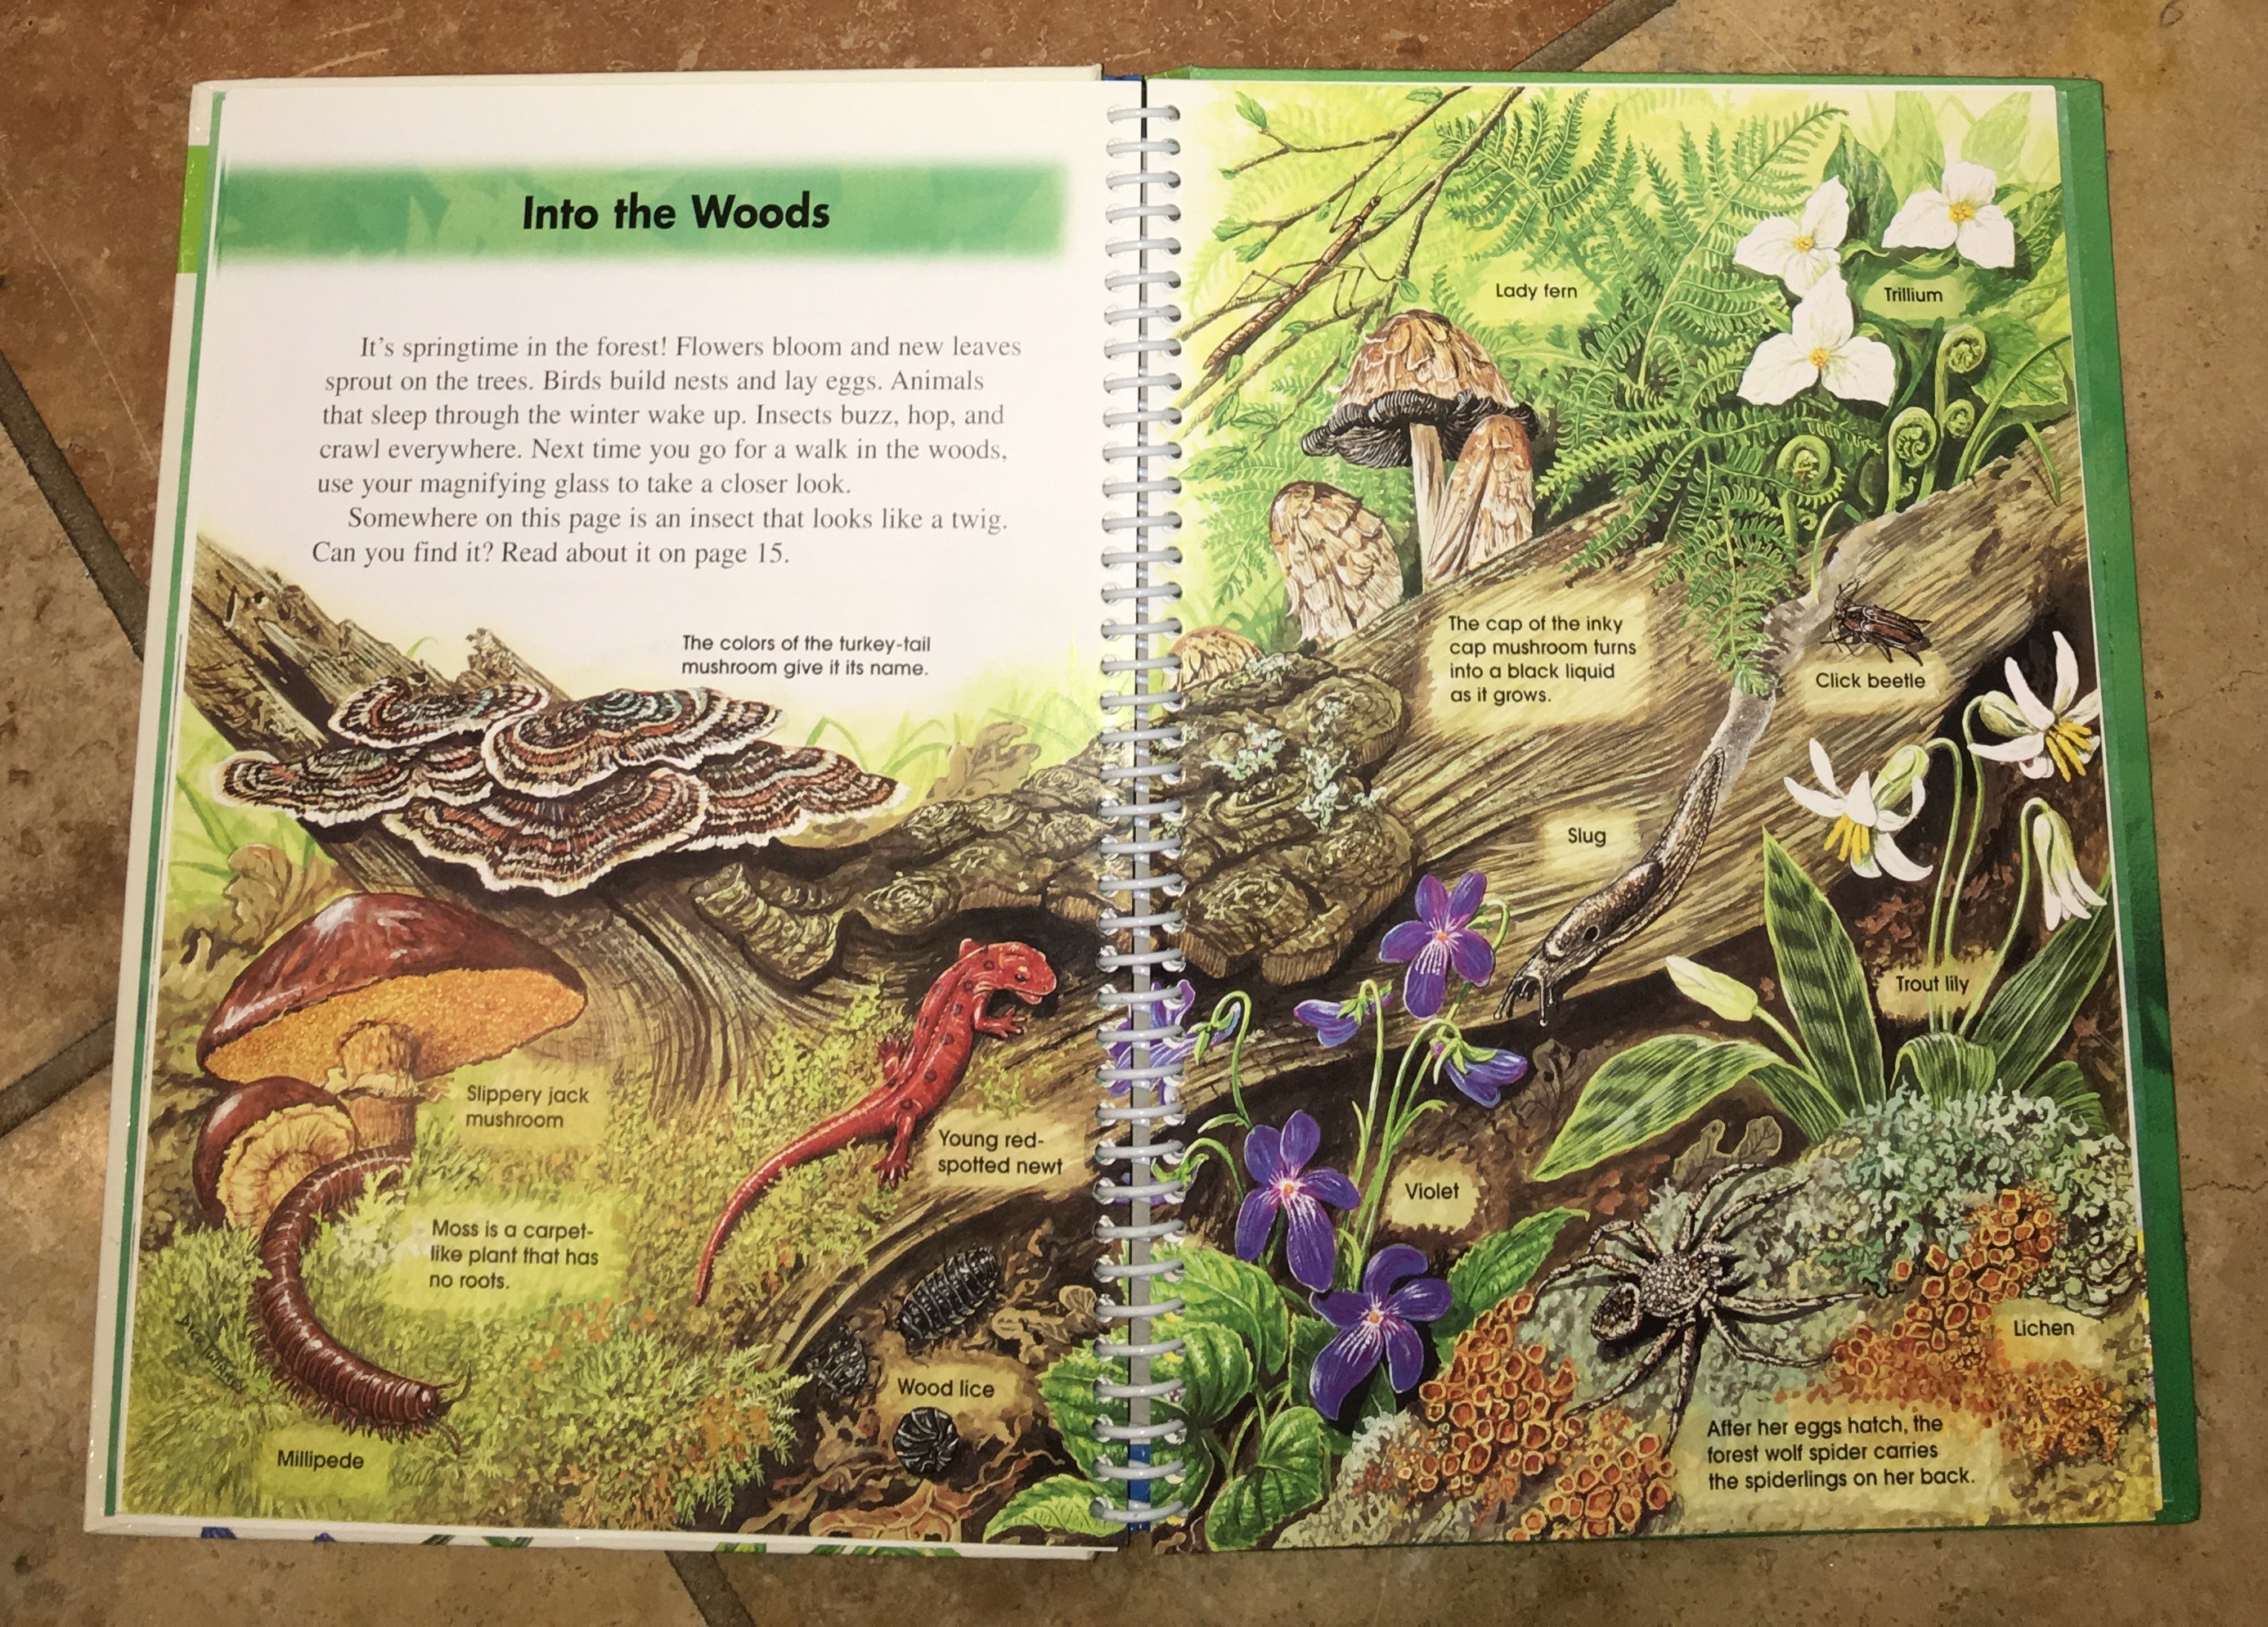 Into the Woods
It's springtime in the forest! Flowers bloom and new leaves
sprout on the trees. Birds build nests and lay eggs. Animals
that sleep through the winter wake up. Insects buzz, hop, and
crawl everywhere. Next time you go for a walk in the woods,
use your magnifying glass to take a closer look.
Somewhere on this page is an insect that looks like a twig.
Can you find it? Read about it on page 15.
The colors of the turkey-tail
mushroom give it its name.
Slippery jack
mushroom
Young red-
spotted newt
Moss is a carpet-
like plant that has
no roots.
Wood lice
Millipede
Lady fern
Trillium
The cap of the inky
cap mushroom turns
into a black liquid
as it grows.
Click beetle
Slug
Trout lily
Violet
Lichen
After her eggs hatch, the
forest wolf spider carries
the spiderlings on her back.